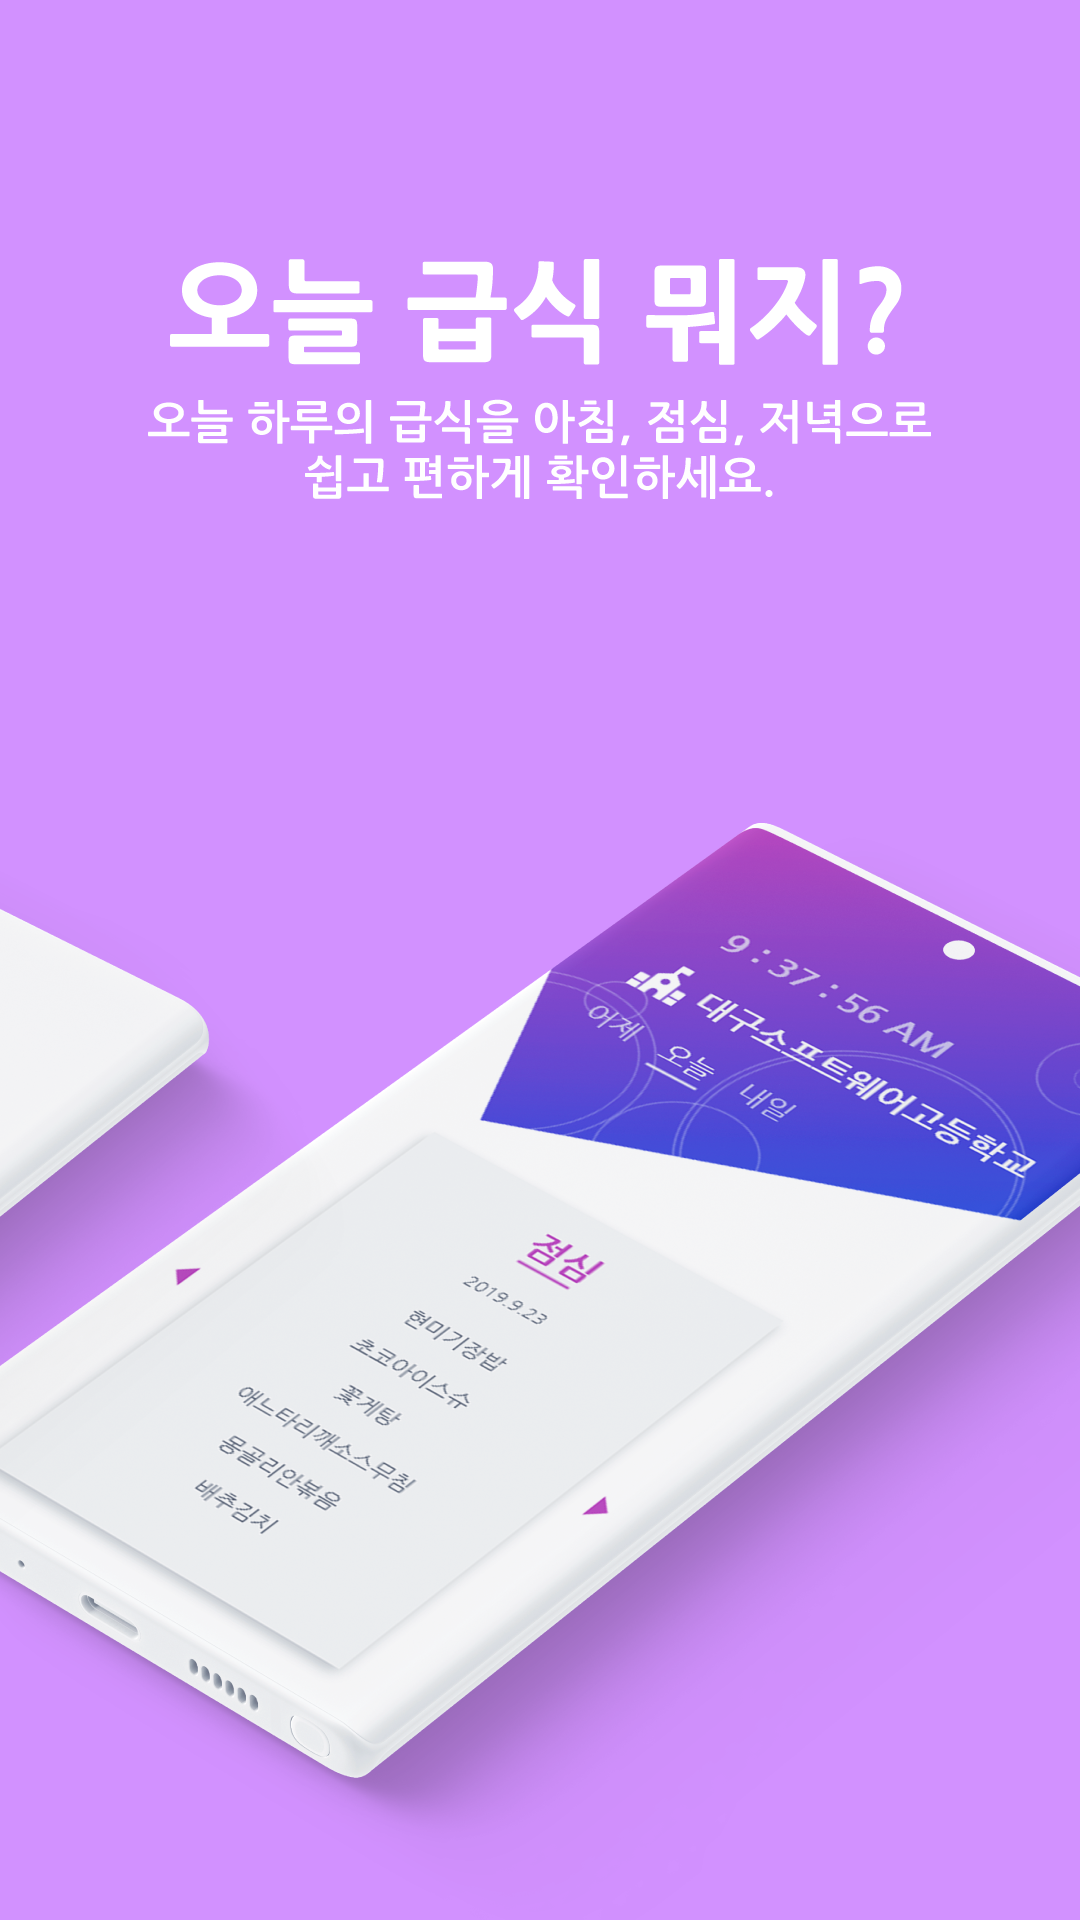 오늘 급식 뭐지?
오늘 하루의 급식을 아침, 점심, 저녁으로
쉽고 편하게 확인하세요.
9 : 37 : 56 AM
대구소프트웨어고등학교
어제 오늘 내일
점심
2019.9.23
현미기장밥
초코아이스슈
꽃게탕
애느타리깨소스무침
몽골리안볶음
배추김치